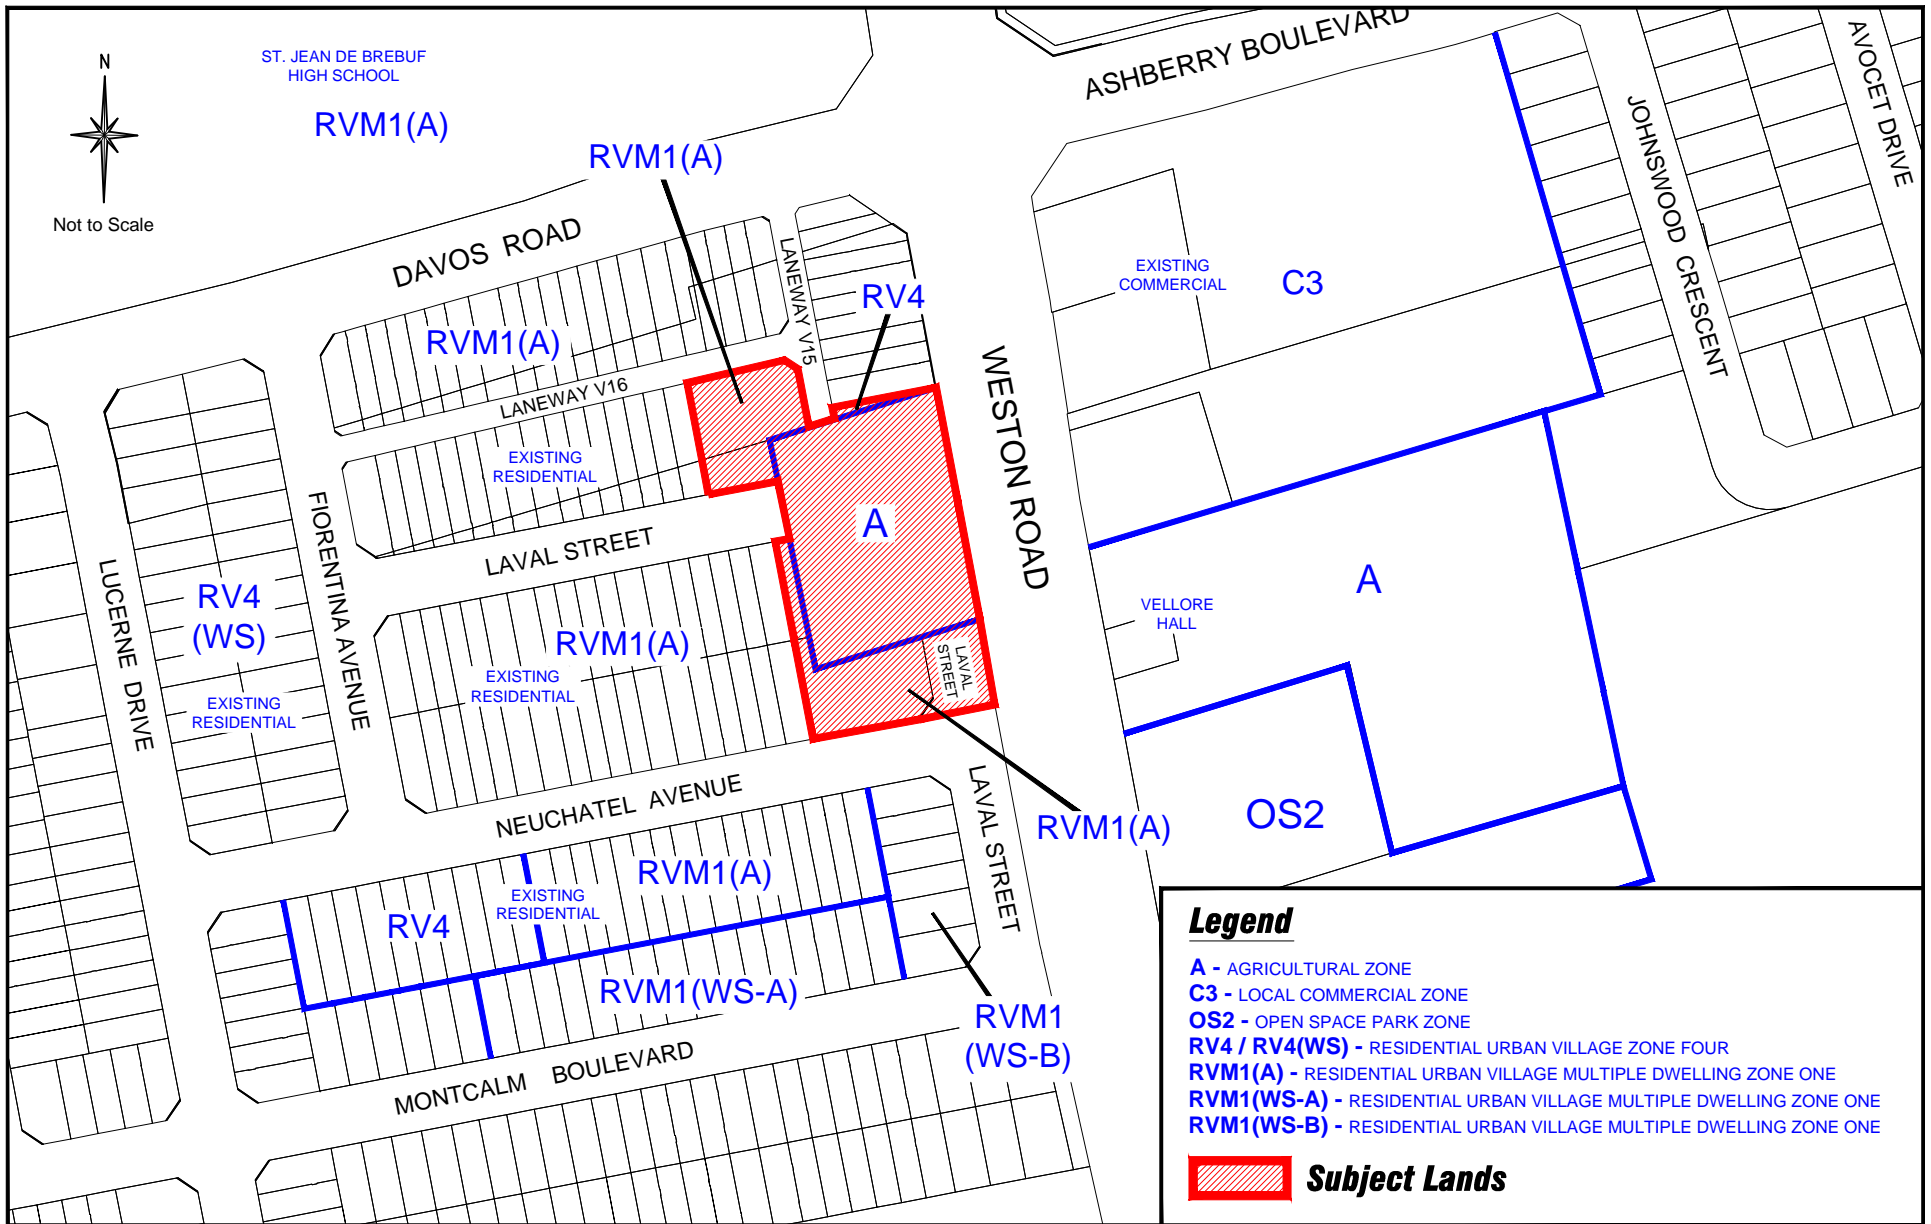 ST. JEAN DE BREBUF
HIGH SCHOOL
RVM1(A)
N
Not to Scale
ASHBERRY BOULEVARD
AVOCET DRIVE
JOHNSWOOD CRESCENT
RVM1(A)
DAVOS ROAD
LANEWAY V15
RV4
EXISTING
COMMERCIAL
C3
RVM1(A)
LANEWAY V16
WESTON ROAD
EXISTING
RESIDENTIAL
FIORENTINA AVENUE
LAVAL STREET
A
LUCERNE DRIVE
RV4
(WS)
EXISTING
RESIDENTIAL
RVM1(A)
EXISTING
RESIDENTIAL
LAVAL
STREET
VELLORE
HALL
A
NEUCHATEL AVENUE
LAVAL STREET
RVM1(A)
OS2
RVM1(A)
EXISTING
RESIDENTIAL
RV4
RVM1(WS-A)
RVM1
(WS-B)
MONTCALM BOULEVARD
Legend
A - AGRICULTURAL ZONE
C3 - LOCAL COMMERCIAL ZONE
OS2 - OPEN SPACE PARK ZONE
RV4 / RV4(WS) - RESIDENTIAL URBAN VILLAGE ZONE FOUR
RVM1(A) - RESIDENTIAL URBAN VILLAGE MULTIPLE DWELLING ZONE ONE
RVM1(WS-A) - RESIDENTIAL URBAN VILLAGE MULTIPLE DWELLING ZONE ONE
RVM1(WS-B) - RESIDENTIAL URBAN VILLAGE MULTIPLE DWELLING ZONE ONE
Subject Lands